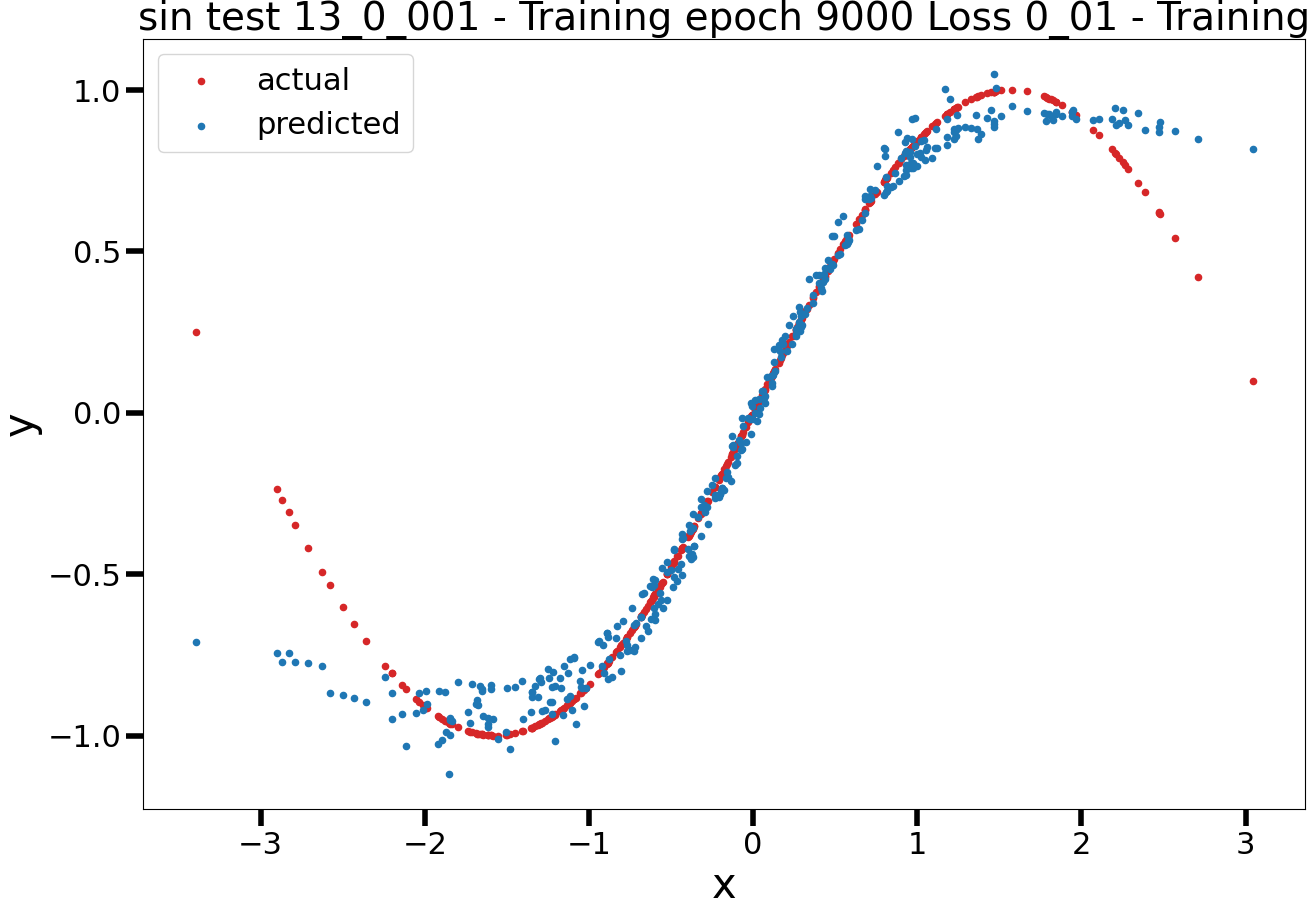 sin test 13_0_001 - Training epoch 9000 Loss 0_01 - Training
actual
predicted
1.0
0.5
0.0
−0.5
−1.0
y
−3
−2
−1
0
1
2
3
x